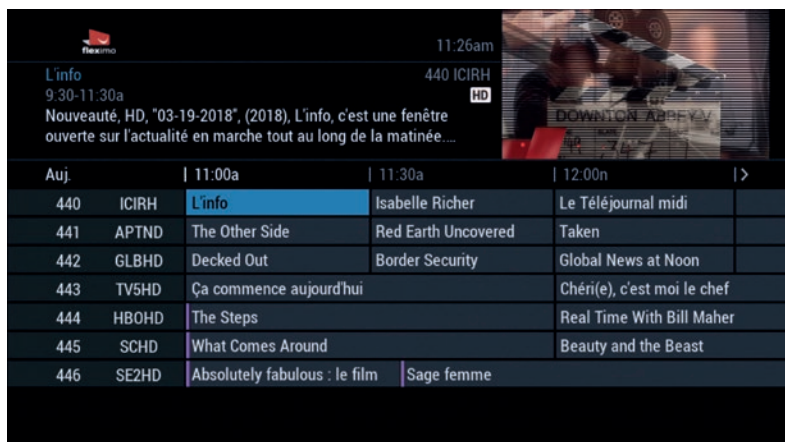 fleximo
11:26am
L'info
440 ICIRH
9:30-11:30a
HD
Nouveauté, HD, "03-19-2018", (2018), L'info, c'est une fenêtre
ouverte sur l'actualité en marche tout au long de la matinée....
DOWNTON ABBEY V
Auj.
11:00a
11:30a
12:00n
>
440 ICIRH L'info Isabelle Richer Le Téléjournal midi
441 APTND The Other Side Red Earth Uncovered Taken
442 GLBHD Decked Out Border Security Global News at Noon
443 TV5HD Ça commence aujourd'hui Chéri(e), c'est moi le chef
444 HBOHD The Steps Real Time With Bill Maher
445 SCHD What Comes Around Beauty and the Beast
446 SE2HD Absolutely fabulous : le film Sage femme